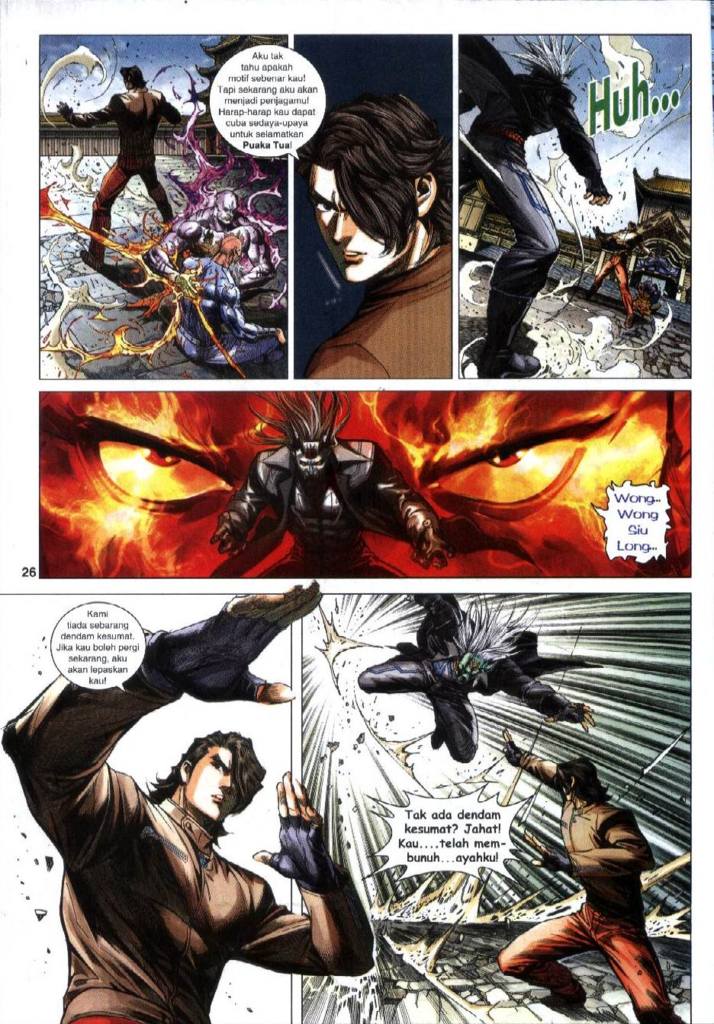 Aku tak
tahu apakah
motif sebenar kau!
Tapi sekarang aku akan
menjadi penjagamu!
Harap-harap kau dapat
cuba sedaya-upaya
untuk selamatkan
Puaka Tua!
Huh...
Wong...
Wong
Siu
Long...
26
Kami
tiada sebarang
dendam kesumat.
Jika kau boleh pergi
sekarang, aku
akan lepaskan
kau!
Tak ada dendam
kesumat? Jahat!
Kau....telah mem-
bunuh...ayahku!